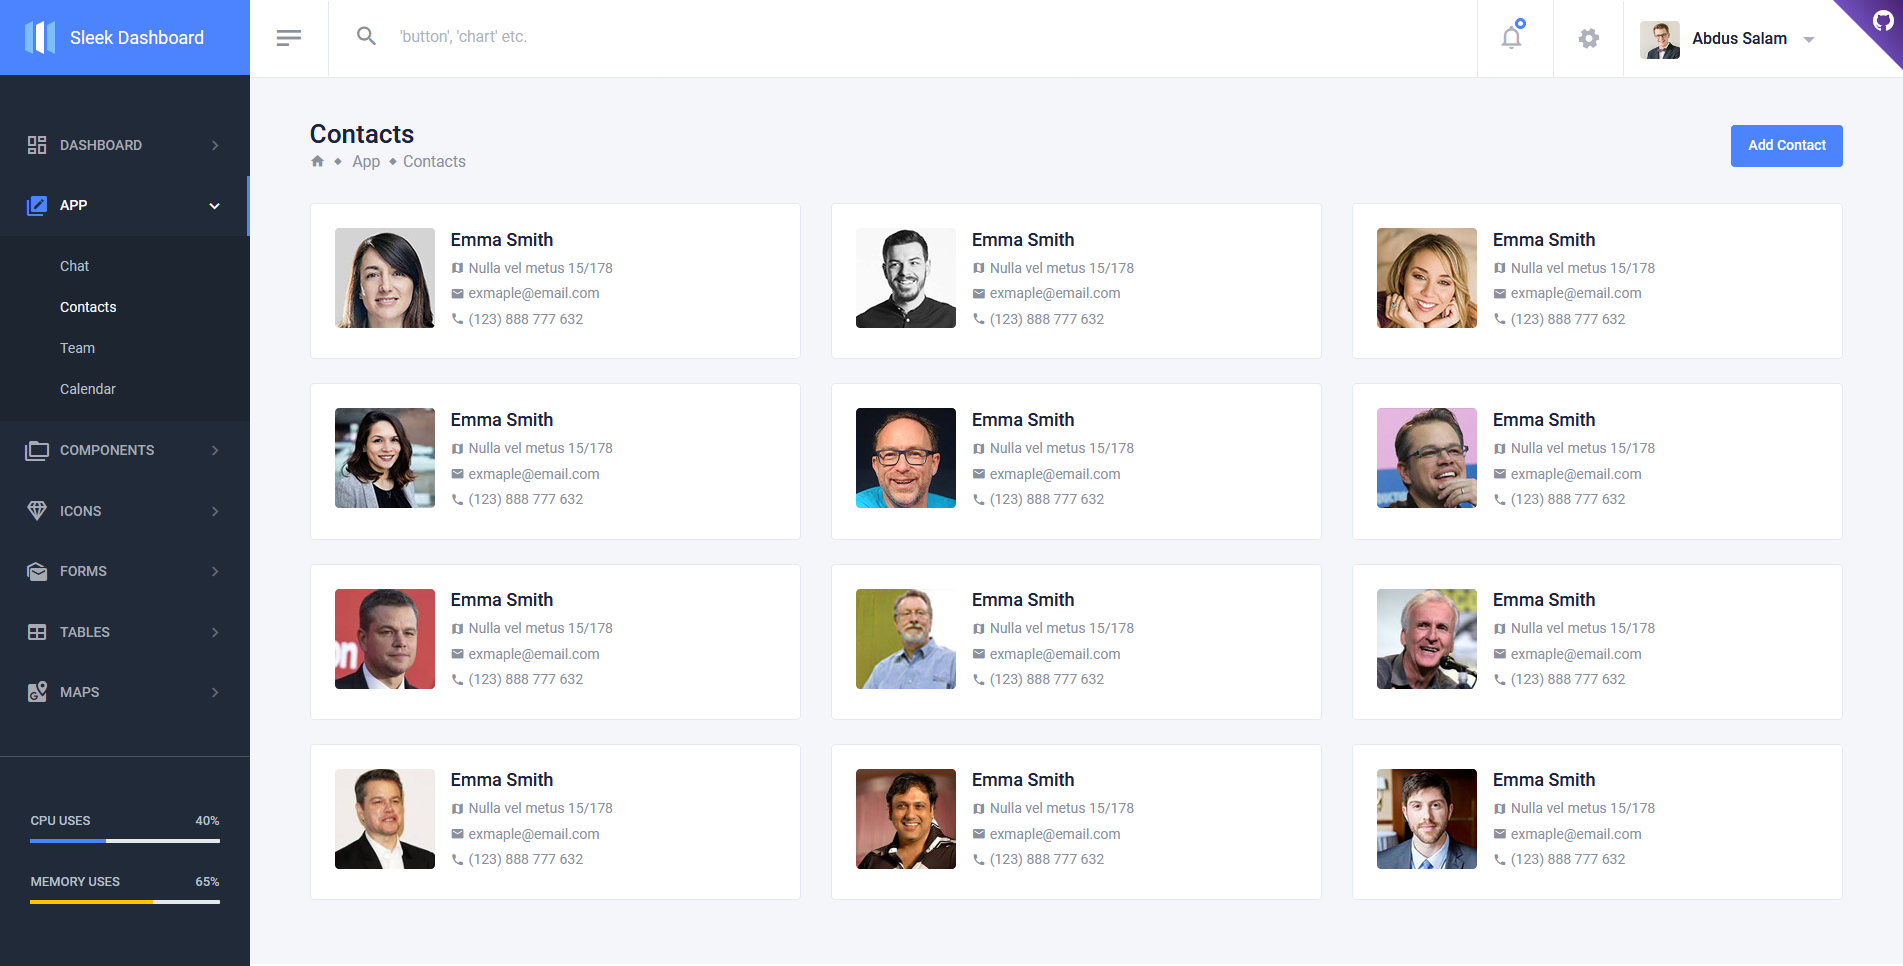 Sleek Dashboard
'button', 'chart' etc.
Abdus Salam
DASHBOARD
APP
Chat
Contacts
Team
Calendar
COMPONENTS
ICONS
FORMS
TABLES
MAPS
CPU USES 40%
MEMORY USES 65%
Contacts
App Contacts
Add Contact
Emma Smith
Nulla vel metus 15/178
exmaple@email.com
(123) 888 777 632
Emma Smith
Nulla vel metus 15/178
exmaple@email.com
(123) 888 777 632
Emma Smith
Nulla vel metus 15/178
exmaple@email.com
(123) 888 777 632
Emma Smith
Nulla vel metus 15/178
exmaple@email.com
(123) 888 777 632
Emma Smith
Nulla vel metus 15/178
exmaple@email.com
(123) 888 777 632
Emma Smith
Nulla vel metus 15/178
exmaple@email.com
(123) 888 777 632
Emma Smith
Nulla vel metus 15/178
exmaple@email.com
(123) 888 777 632
Emma Smith
Nulla vel metus 15/178
exmaple@email.com
(123) 888 777 632
Emma Smith
Nulla vel metus 15/178
exmaple@email.com
(123) 888 777 632
Emma Smith
Nulla vel metus 15/178
exmaple@email.com
(123) 888 777 632
Emma Smith
Nulla vel metus 15/178
exmaple@email.com
(123) 888 777 632
Emma Smith
Nulla vel metus 15/178
exmaple@email.com
(123) 888 777 632